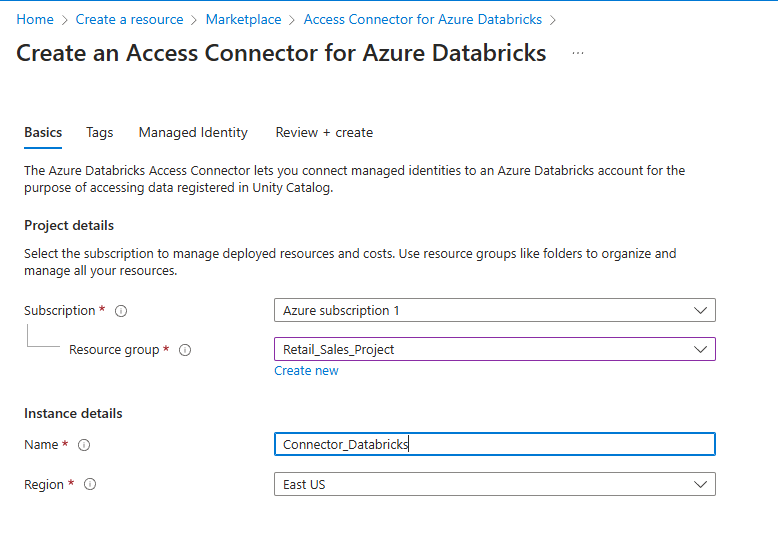 Home > Create a resource > Marketplace > Access Connector for Azure Databricks >
Create an Access Connector for Azure Databricks ...
Basics Tags Managed Identity Review + create
The Azure Databricks Access Connector lets you connect managed identities to an Azure Databricks account for the
purpose of accessing data registered in Unity Catalog.
Project details
Select the subscription to manage deployed resources and costs. Use resource groups like folders to organize and
manage all your resources.
Subscription * Azure subscription 1
Resource group * Retail_Sales_Project
Create new
Instance details
Name * Connector_Databricks
Region * East US